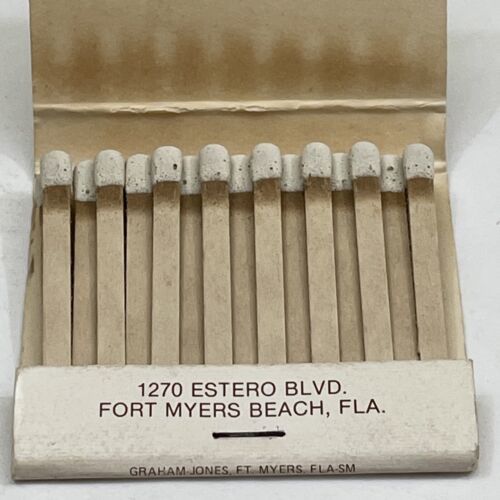 1270 ESTERO BLVD.
FORT MYERS BEACH, FLA.
GRAHAM-JONES, FT. MYERS, FLA-SM